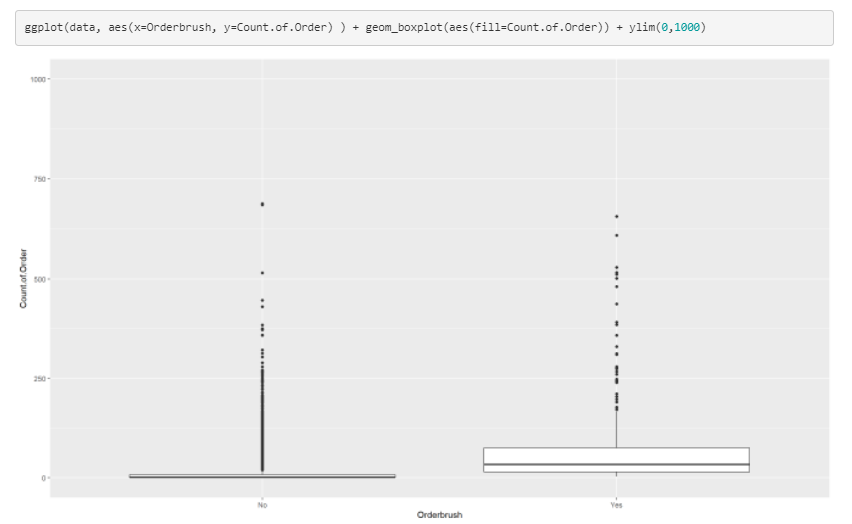 ggplot(data, aes(x=Orderbrush, y=Count.of.Order) ) + geom_boxplot(aes(fill=Count.of.Order)) + ylim(0,1000)
1000
750
500
250
0
Count.of.Order
No
Yes
Orderbrush